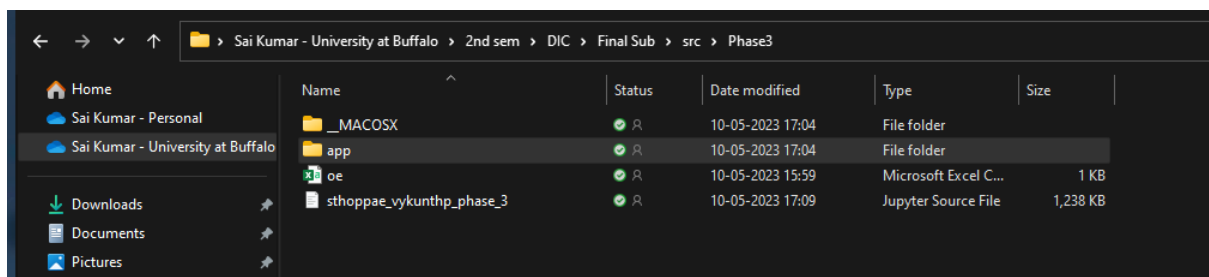 Sai Kumar - University at Buffalo > 2nd sem > DIC > Final Sub > src > Phase3
Home
Sai Kumar - Personal
Sai Kumar - University at Buffalo
Downloads
Documents
Pictures
Name Status Date modified Type Size
__MACOSX 10-05-2023 17:04 File folder
app 10-05-2023 17:04 File folder
oe 10-05-2023 15:59 Microsoft Excel C... 1 KB
sthoppae_vykunthp_phase_3 10-05-2023 17:09 Jupyter Source File 1,238 KB